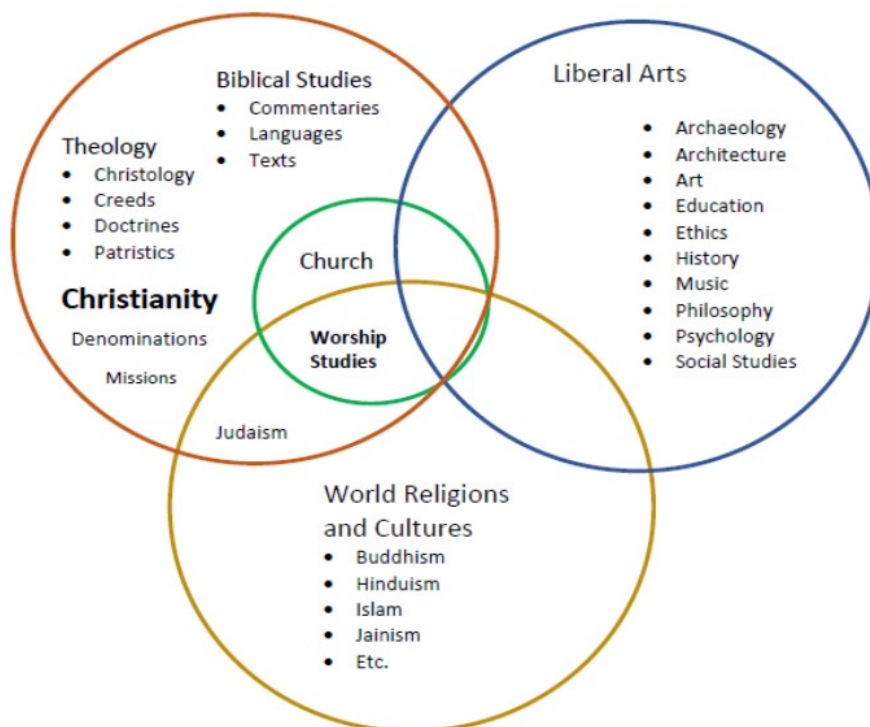 Biblical Studies
• Commentaries
• Languages
• Texts
Theology
• Christology
• Creeds
• Doctrines
• Patristics
Christianity
Denominations
Missions
Church
Worship
Studies
Judaism
Liberal Arts
• Archaeology
• Architecture
• Art
• Education
• Ethics
• History
• Music
• Philosophy
• Psychology
• Social Studies
World Religions
and Cultures
• Buddhism
• Hinduism
• Islam
• Jainism
• Etc.